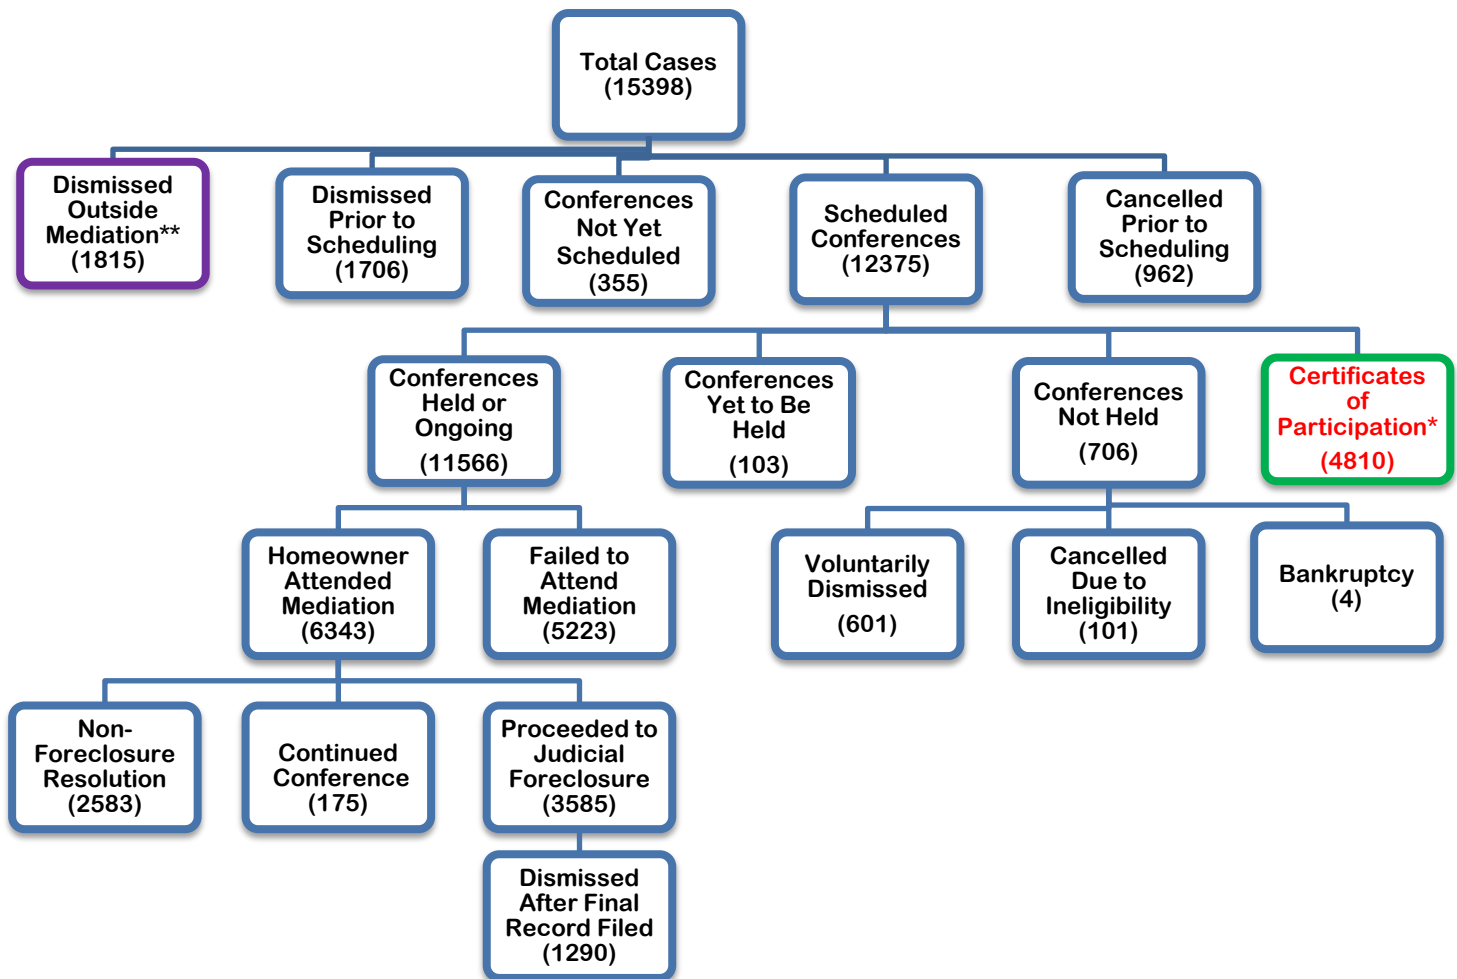 Total Cases
(15398)
Dismissed
Outside
Mediation**
(1815)
Dismissed
Prior to
Scheduling
(1706)
Conferences
Not Yet
Scheduled
(355)
Scheduled
Conferences
(12375)
Cancelled
Prior to
Scheduling
(962)
Conferences
Held or
Ongoing
(11566)
Conferences
Yet to Be
Held
(103)
Conferences
Not Held
(706)
Certificates
of
Participation*
(4810)
Homeowner
Attended
Mediation
(6343)
Failed to
Attend
Mediation
(5223)
Voluntarily
Dismissed
(601)
Cancelled
Due to
Ineligibility
(101)
Bankruptcy
(4)
Non-
Foreclosure
Resolution
(2583)
Continued
Conference
(175)
Proceeded to
Judicial
Foreclosure
(3585)
Dismissed
After Final
Record Filed
(1290)